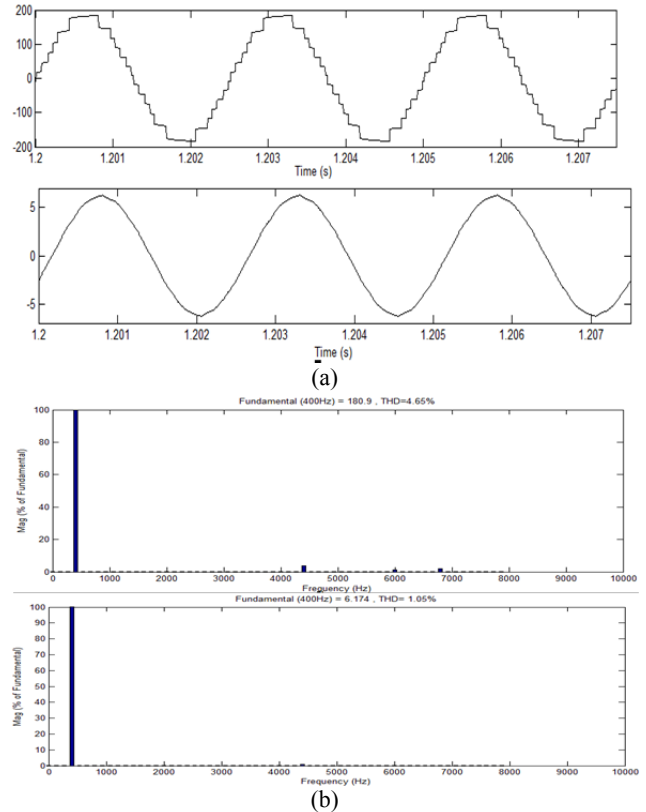 200
100
0
-100
-200
1.2 1.201 1.202 1.203 1.204 1.205 1.206 1.207
Time (s)
5
0
-5
1.2 1.201 1.202 1.203 1.204 1.205 1.206 1.207
Time (s)
(a)
Fundamental (400Hz) = 180.9 , THD=4.65%
Mag (% of Fundamental)
100
80
60
40
20
0
0 1000 2000 3000 4000 5000 6000 7000 8000 9000 10000
Frequency (Hz)
Fundamental (400Hz) = 6.174 , THD= 1.05%
Mag (% of Fundamental)
100
90
80
70
60
50
40
30
20
10
0
0 1000 2000 3000 4000 5000 6000 7000 8000 9000 10000
Frequency (Hz)
(b)